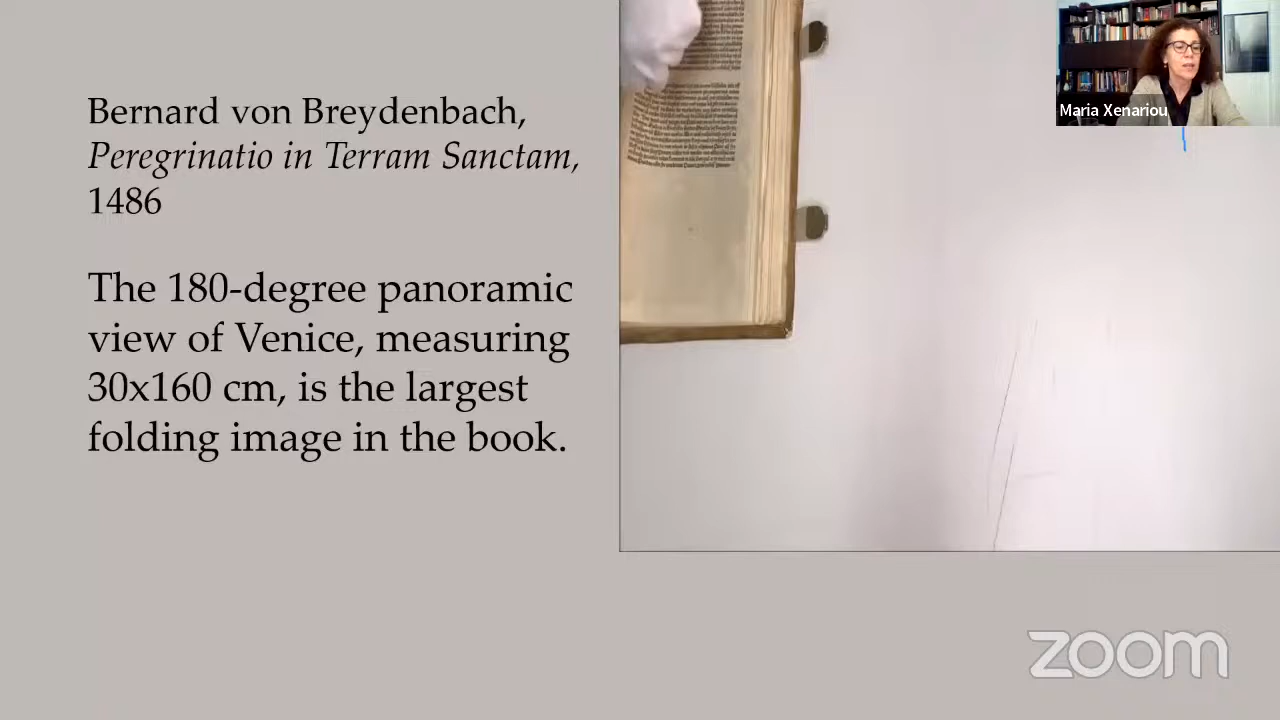 Bernard von Breydenbach,
Peregrinatio in Terram Sanctam,
1486
The 180-degree panoramic
view of Venice, measuring
30x160 cm, is the largest
folding image in the book.
Maria Xenariou
zoom